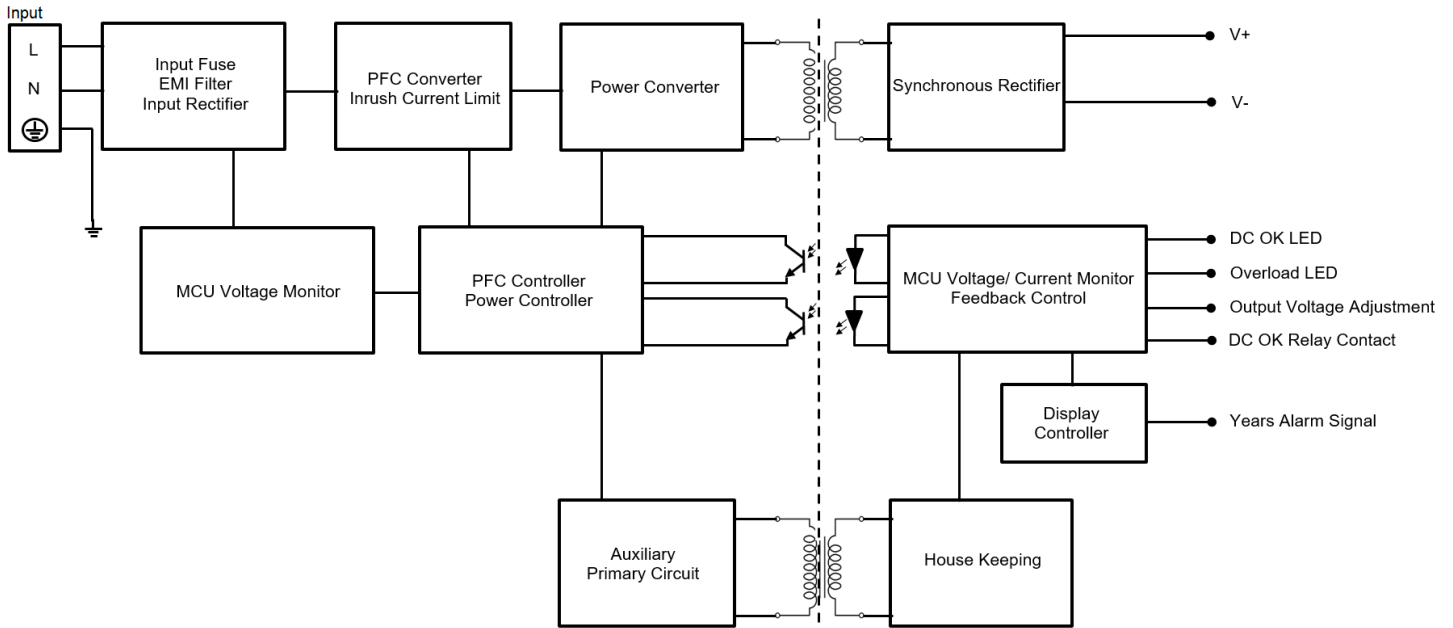 Input
L
N
Input Fuse
EMI Filter
Input Rectifier
PFC Converter
Inrush Current Limit
Power Converter
Synchronous Rectifier
V+
V-
MCU Voltage Monitor
PFC Controller
Power Controller
MCU Voltage/ Current Monitor
Feedback Control
DC OK LED
Overload LED
Output Voltage Adjustment
DC OK Relay Contact
Display
Controller
Years Alarm Signal
Auxiliary
Primary Circuit
House Keeping